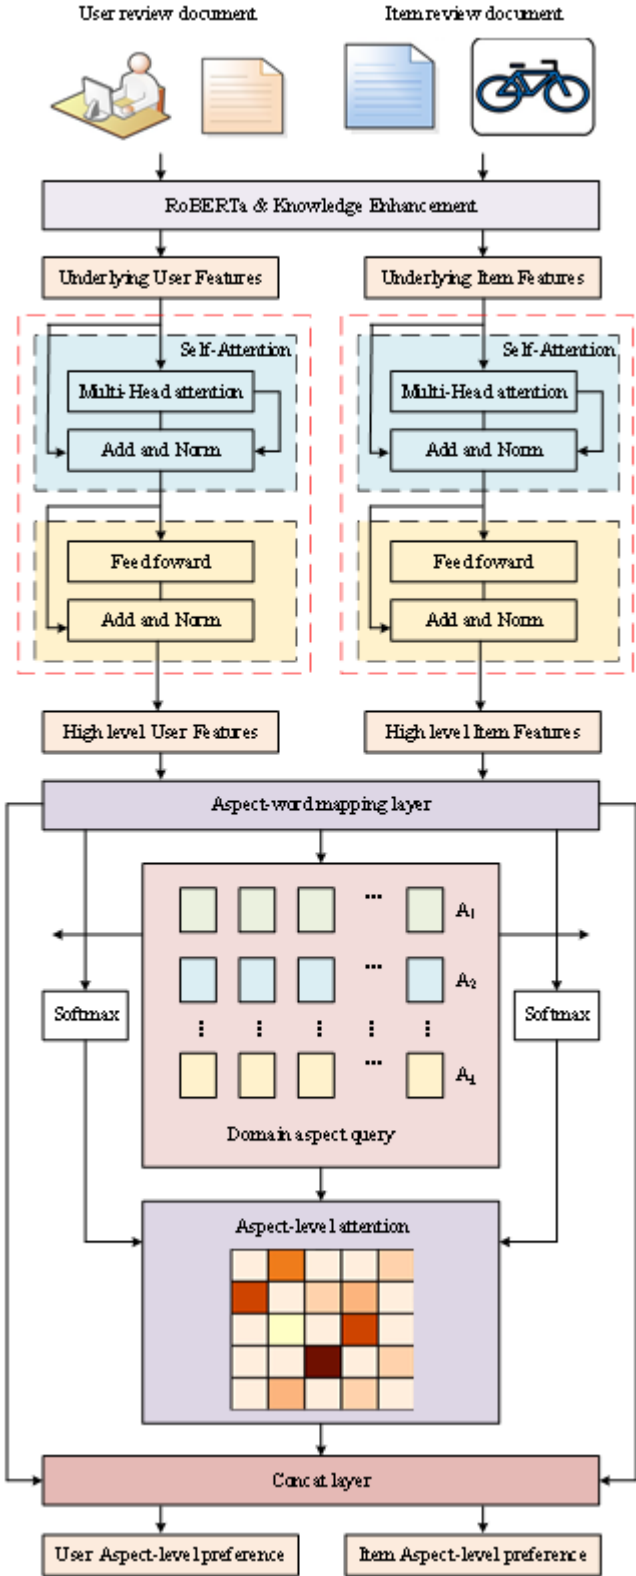 User review document
Item review document
RoBERTa & Knowledge Enhancement
Underlying User Features
Underlying Item Features
Self-Attention
Multi-Head attention
Add and Norm
Self-Attention
Multi-Head attention
Add and Norm
Feed foward
Add and Norm
Feed foward
Add and Norm
High level User Features
High level Item Features
Aspect-word mapping layer
... A1
... A2
Softmax
Softmax
... A4
Domain aspect query
Aspect-level attention
Concat layer
User Aspect-level preference
Item Aspect-level preference